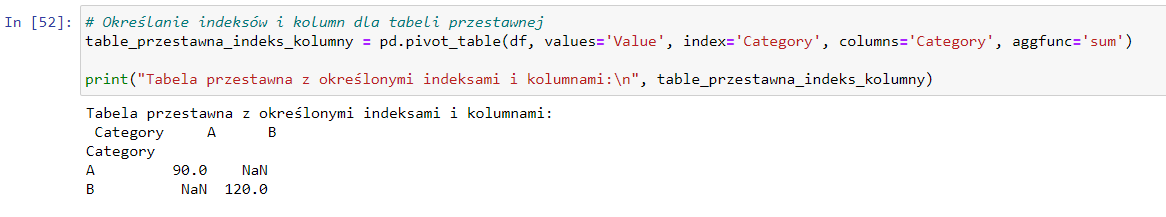 In [52]: # Określanie indeksów i kolumn dla tabeli przestawnej
table_przestawna_indeks_kolumny = pd.pivot_table(df, values='Value', index='Category', columns='Category', aggfunc='sum')
print("Tabela przestawna z określonymi indeksami i kolumnami:\n", table_przestawna_indeks_kolumny)
Tabela przestawna z określonymi indeksami i kolumnami:
 Category     A      B
Category
A         90.0    NaN
B          NaN  120.0